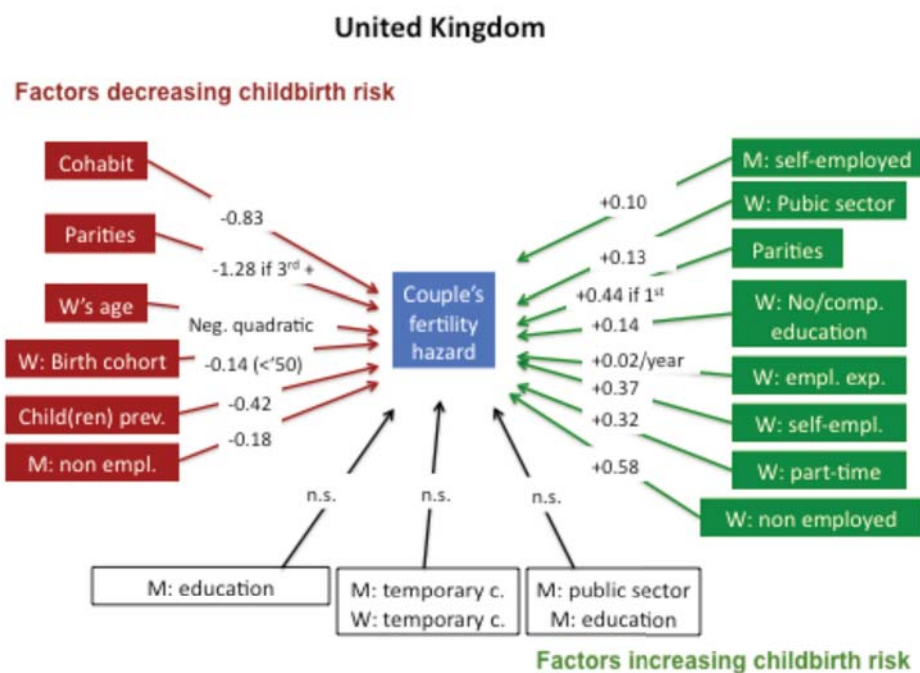 United Kingdom
Factors decreasing childbirth risk
Cohabit
-0.83
Parities
-1.28 if 3rd +
W's age
Neg. quadratic
W: Birth cohort
-0.14 (<'50)
Child(ren) prev.
-0.42
M: non empl.
-0.18
Couple's
fertility
hazard
M: self-employed
+0.10
W: Pubic sector
+0.13
Parities
+0.44 if 1st
W: No/comp.
education
+0.14
W: empl. exp.
+0.02/year
W: self-empl.
+0.37
W: part-time
+0.32
W: non employed
+0.58
n.s.
n.s.
n.s.
M: education
M: temporary c.
W: temporary c.
M: public sector
M: education
Factors increasing childbirth risk